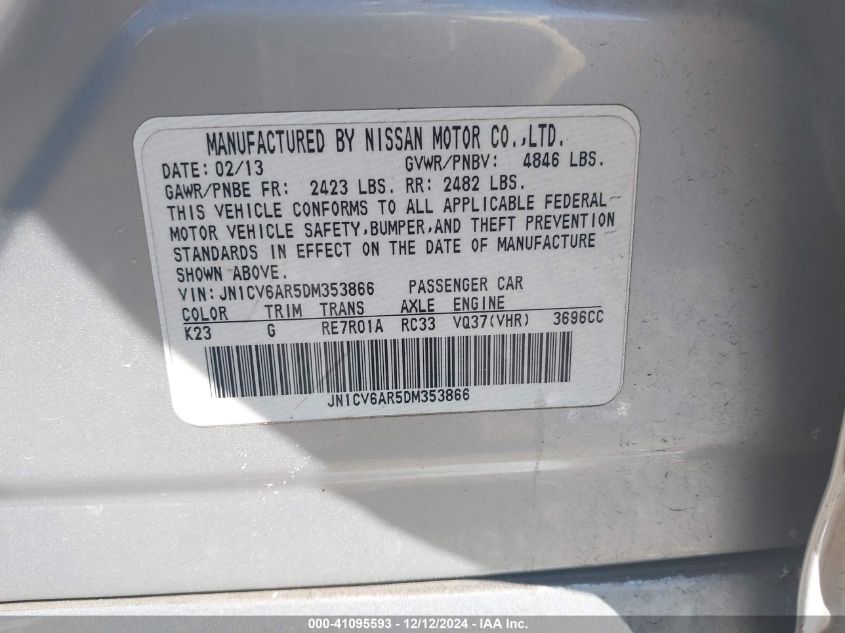 MANUFACTURED BY NISSAN MOTOR CO.,LTD.
DATE: 02/13 GVWR/PNBV: 4846 LBS.
GAWR/PNBE FR: 2423 LBS. RR: 2482 LBS.
THIS VEHICLE CONFORMS TO ALL APPLICABLE FEDERAL
MOTOR VEHICLE SAFETY,BUMPER,AND THEFT PREVENTION
STANDARDS IN EFFECT ON THE DATE OF MANUFACTURE
SHOWN ABOVE.
VIN: JN1CV6AR5DM353866 PASSENGER CAR
COLOR TRIM TRANS AXLE ENGINE
K23 G RE7R01A RC33 VQ37(VHR) 3696CC
JN1CV6AR5DM353866
000-41095593 - 12/12/2024 - IAA, Inc.